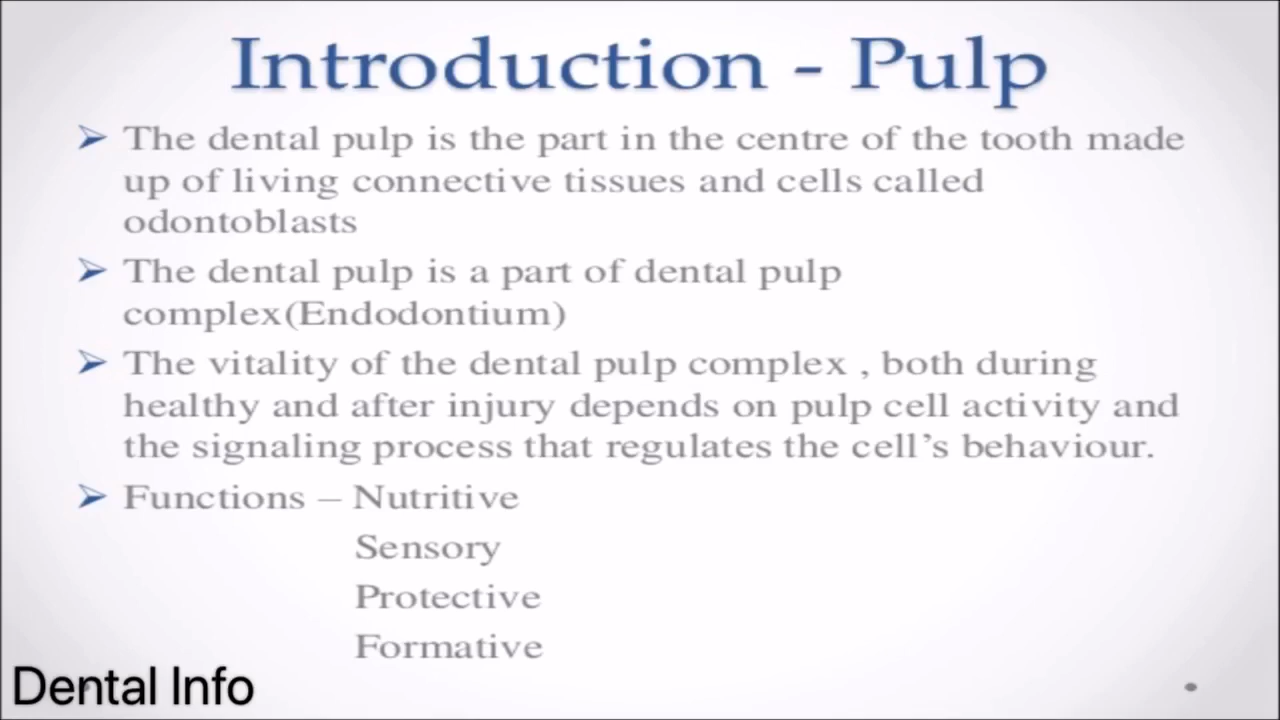 Introduction - Pulp
➢ The dental pulp is the part in the centre of the tooth made
up of living connective tissues and cells called
odontoblasts
➢ The dental pulp is a part of dental pulp
complex(Endodontium)
➢ The vitality of the dental pulp complex , both during
healthy and after injury depends on pulp cell activity and
the signaling process that regulates the cell’s behaviour.
➢ Functions – Nutritive
Sensory
Protective
Formative
Dental Info